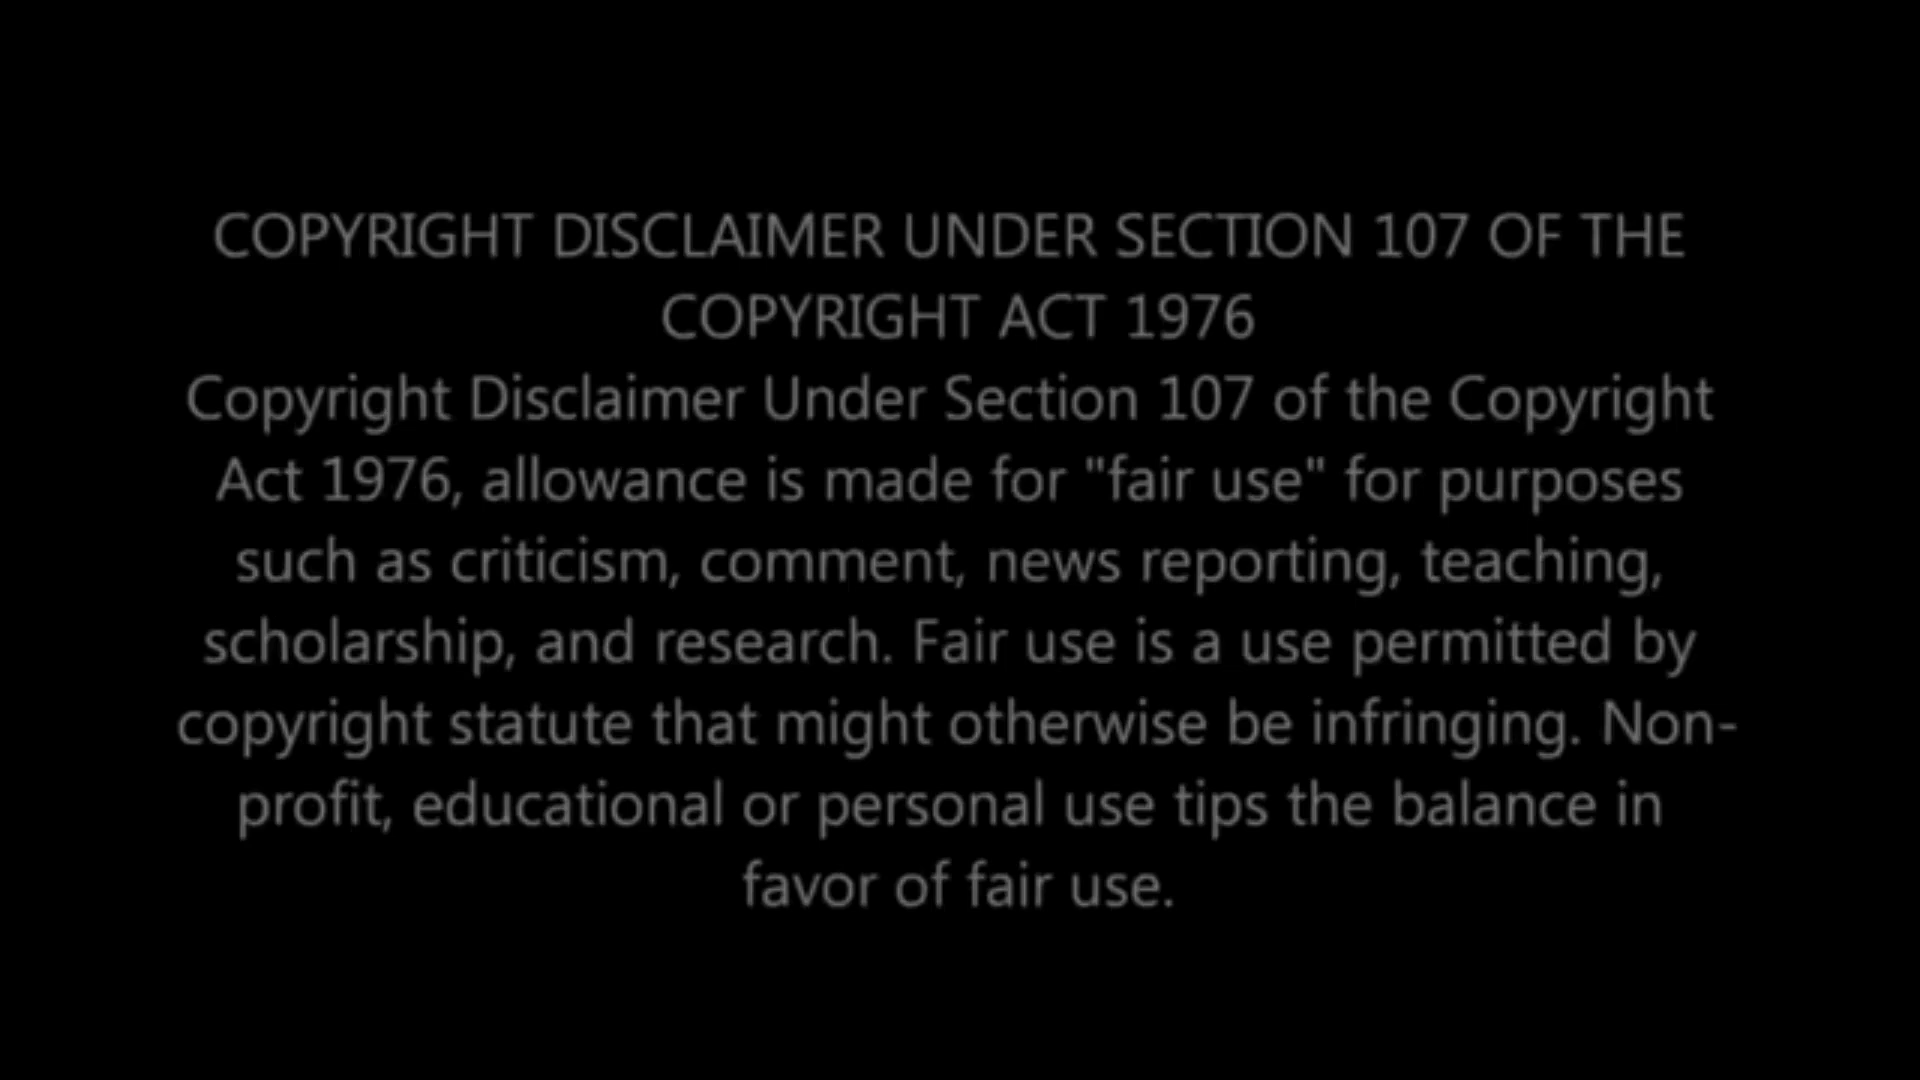 COPYRIGHT DISCLAIMER UNDER SECTION 107 OF THE
COPYRIGHT ACT 1976
Copyright Disclaimer Under Section 107 of the Copyright
Act 1976, allowance is made for "fair use" for purposes
such as criticism, comment, news reporting, teaching,
scholarship, and research. Fair use is a use permitted by
copyright statute that might otherwise be infringing. Non-
profit, educational or personal use tips the balance in
favor of fair use.